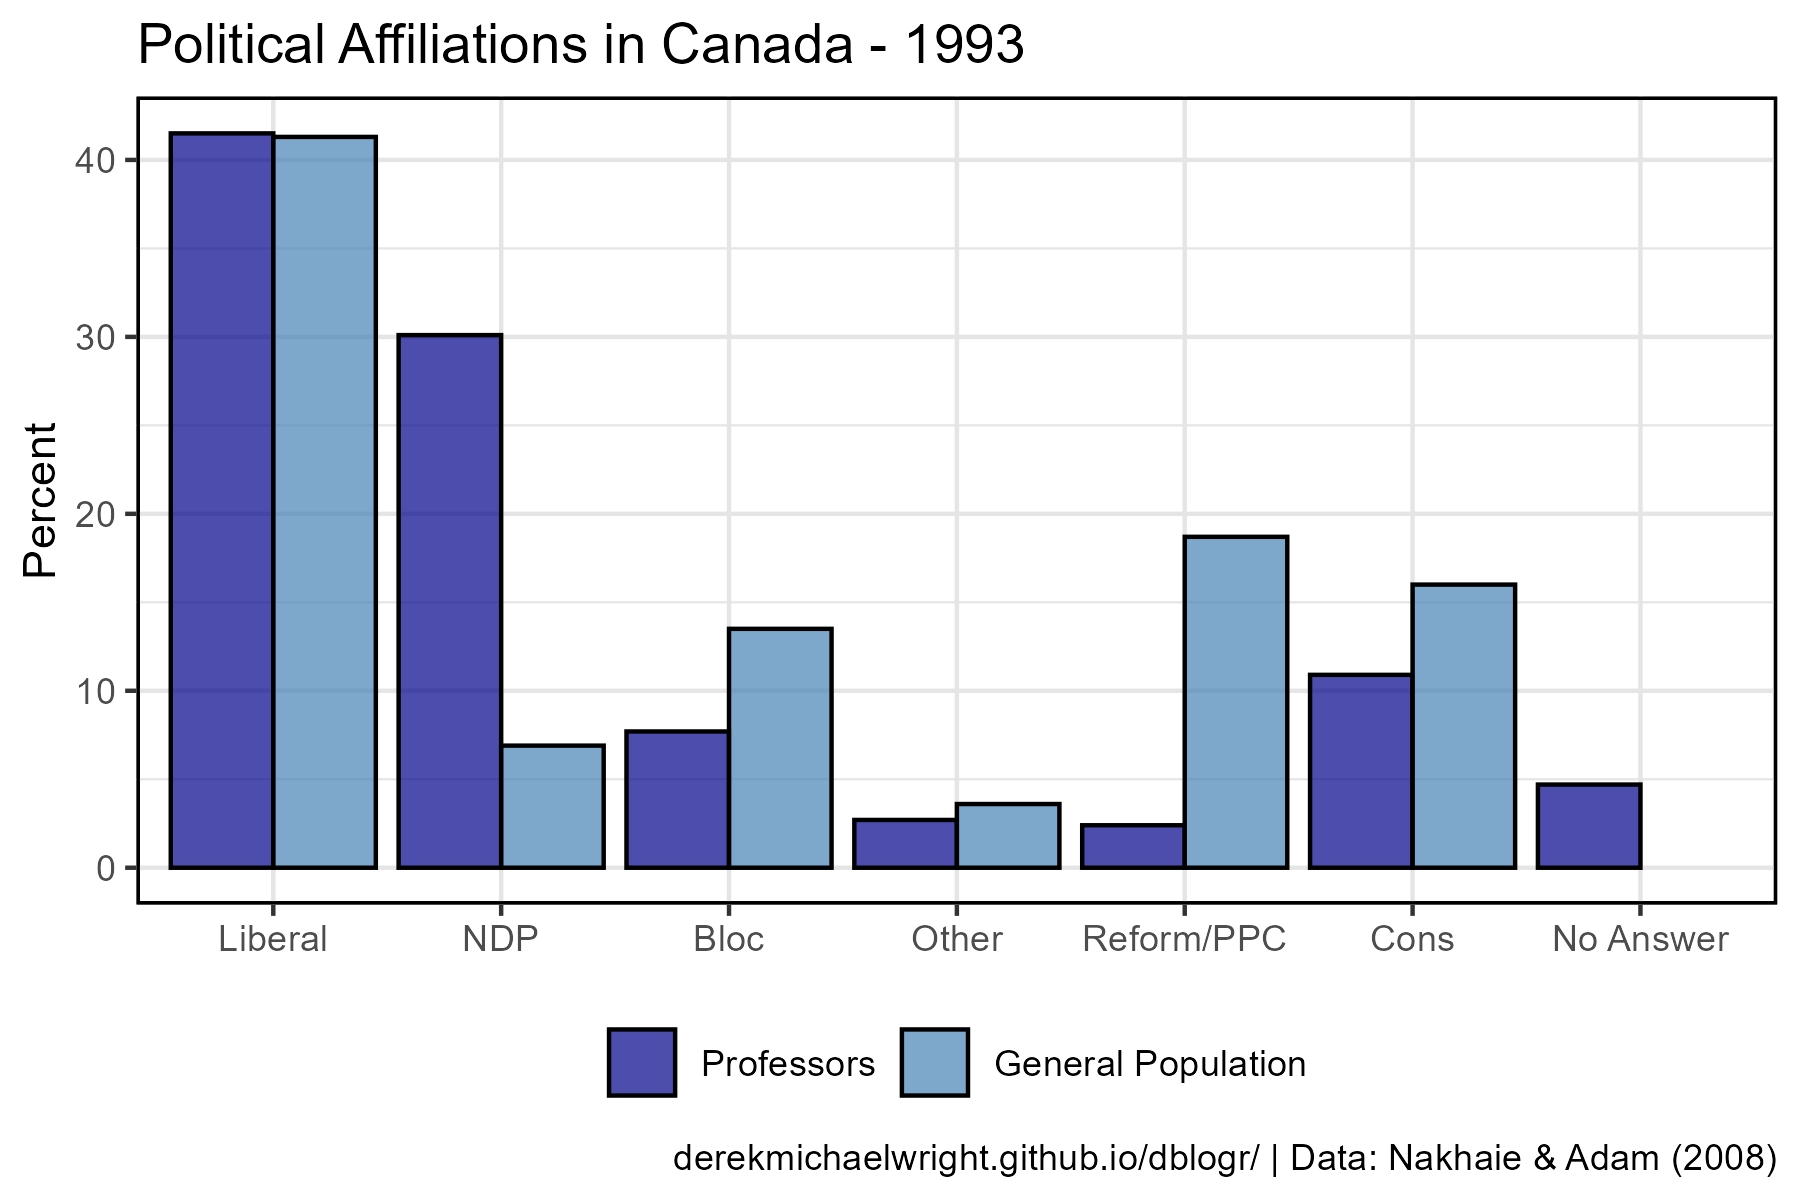 Political Affiliations in Canada - 1993
Percent
40
30
20
10
0
Liberal NDP Bloc Other Reform/PPC Cons No Answer
Professors General Population
derekmichaelwright.github.io/dblogr/ | Data: Nakhaie & Adam (2008)